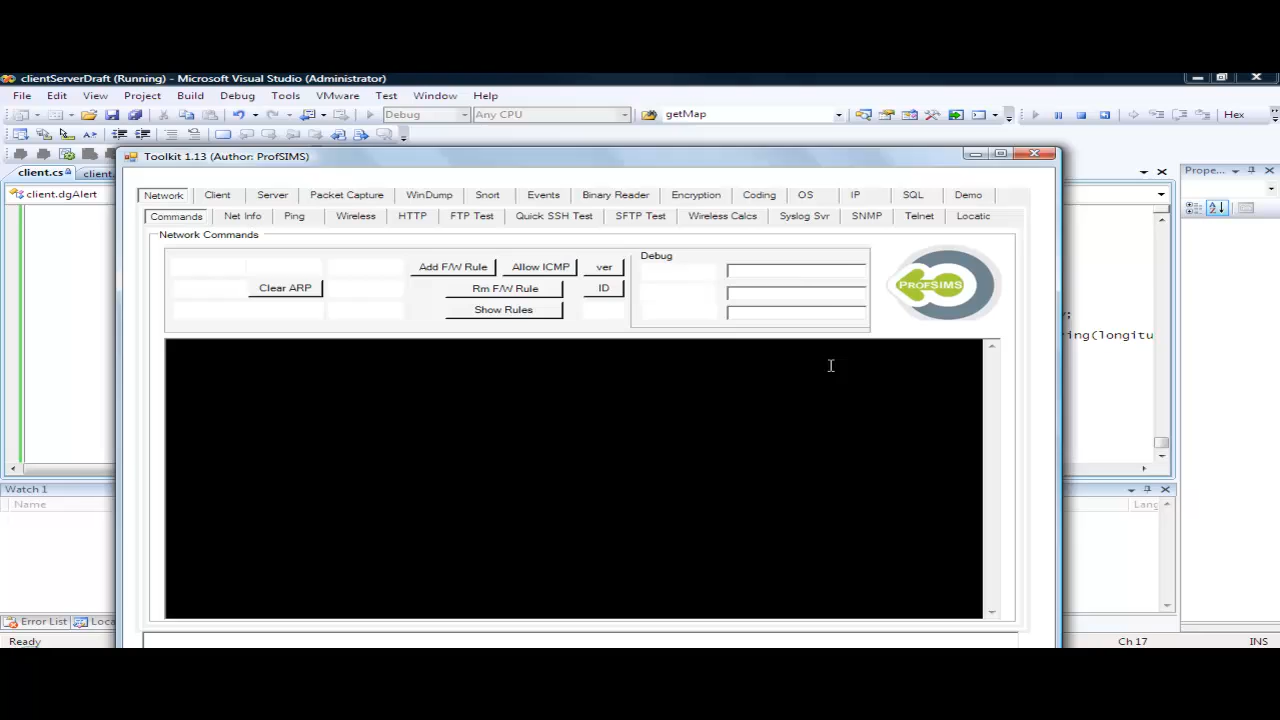 clientServerDraft (Running) - Microsoft Visual Studio (Administrator)
File Edit View Project Build Debug Tools VMware Test Window Help
Debug Any CPU getMap Hex
client.cs client. Toolkit 1.13 (Author: ProfSIMS) Prope...
client.dgAlert
Network Client Server Packet Capture WinDump Snort Events Binary Reader Encryption Coding OS IP SQL Demo
Commands Net Info Ping Wireless HTTP FTP Test Quick SSH Test SFTP Test Wireless Calcs Syslog Svr SNMP Telnet Locatic
Network Commands
Debug
Add F/W Rule Allow ICMP ver
Clear ARP Rm F/W Rule ID
PROFSIMS
Show Rules
;
ing(longitu
Watch 1
Name Lang
Error List Loca
Ready Ch 17 INS